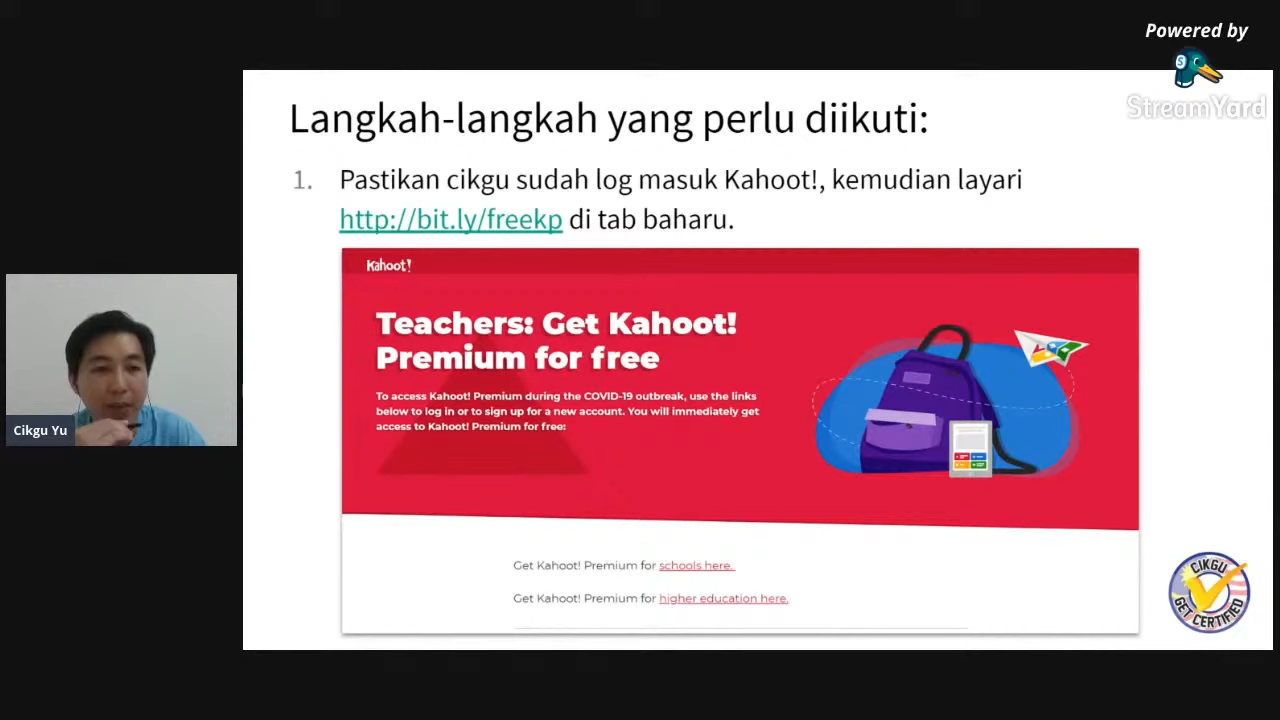 Powered by
StreamYard
Langkah-langkah yang perlu diikuti:
1. Pastikan cikgu sudah log masuk Kahoot!, kemudian layari
http://bit.ly/freekp di tab baharu.
Kahoot!
Teachers: Get Kahoot!
Premium for free
To access Kahoot! Premium during the COVID-19 outbreak, use the links
below to log in or to sign up for a new account. You will immediately get
access to Kahoot! Premium for free:
Get Kahoot! Premium for schools here.
Get Kahoot! Premium for higher education here.
Cikgu Yu
CIKGU
GET CERTIFIED